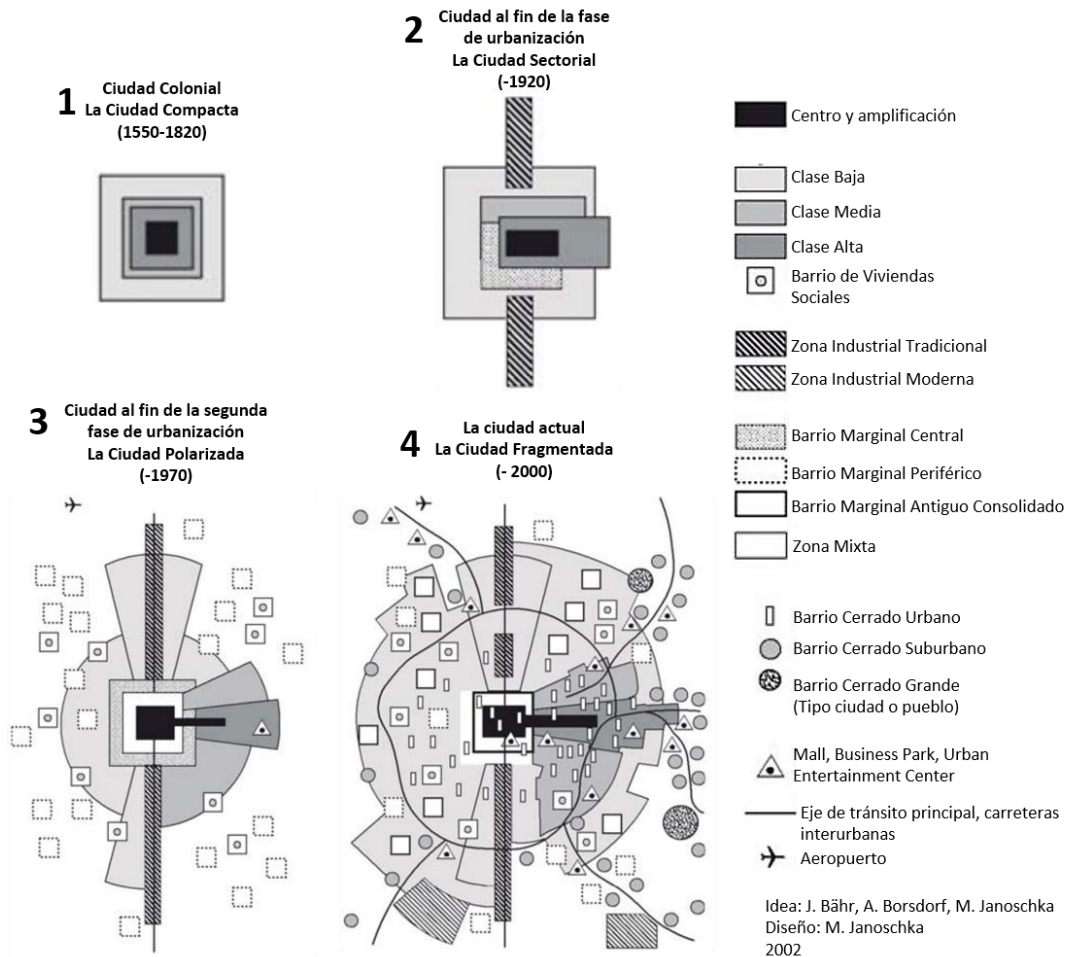 1
Ciudad Colonial
La Ciudad Compacta
(1550-1820)
2
Ciudad al fin de la fase
de urbanización
La Ciudad Sectorial
(-1920)
3
Ciudad al fin de la segunda
fase de urbanización
La Ciudad Polarizada
(-1970)
4
La ciudad actual
La Ciudad Fragmentada
(- 2000)
Centro y amplificación
Clase Baja
Clase Media
Clase Alta
Barrio de Viviendas
Sociales
Zona Industrial Tradicional
Zona Industrial Moderna
Barrio Marginal Central
Barrio Marginal Periférico
Barrio Marginal Antiguo Consolidado
Zona Mixta
Barrio Cerrado Urbano
Barrio Cerrado Suburbano
Barrio Cerrado Grande
(Tipo ciudad o pueblo)
Mall, Business Park, Urban
Entertainment Center
Eje de tránsito principal, carreteras
interurbanas
Aeropuerto
Idea: J. Bähr, A. Borsdorf, M. Janoschka
Diseño: M. Janoschka
2002